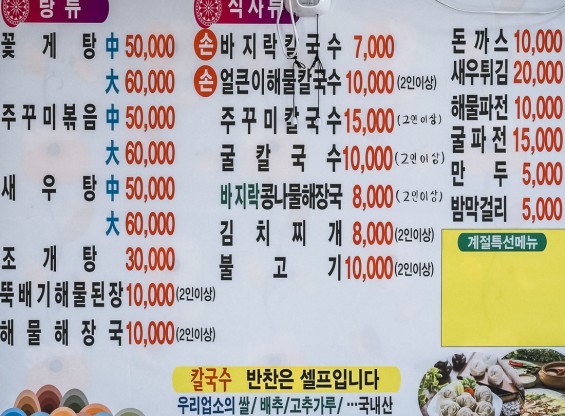 탕류
꽃게탕 中 50,000
大 60,000
주꾸미볶음 中 50,000
大 60,000
새우탕 中 50,000
大 60,000
조개탕 30,000
뚝배기해물된장 10,000 (2인이상)
해물해장국 10,000 (2인이상)
식사류
손 바지락칼국수 7,000
손 얼큰이해물칼국수 10,000 (2인이상)
주꾸미칼국수 15,000 (2인이상)
굴칼국수 10,000 (2인이상)
바지락콩나물해장국 8,000 (2인이상)
김치찌개 8,000 (2인이상)
불고기 10,000 (2인이상)
돈까스 10,000
새우튀김 20,000
해물파전 10,000
굴파전 15,000
만두 5,000
밤막걸리 5,000
계절특선메뉴
칼국수 반찬은 셀프입니다
우리업소의 쌀/배추/고추가루/…국내산